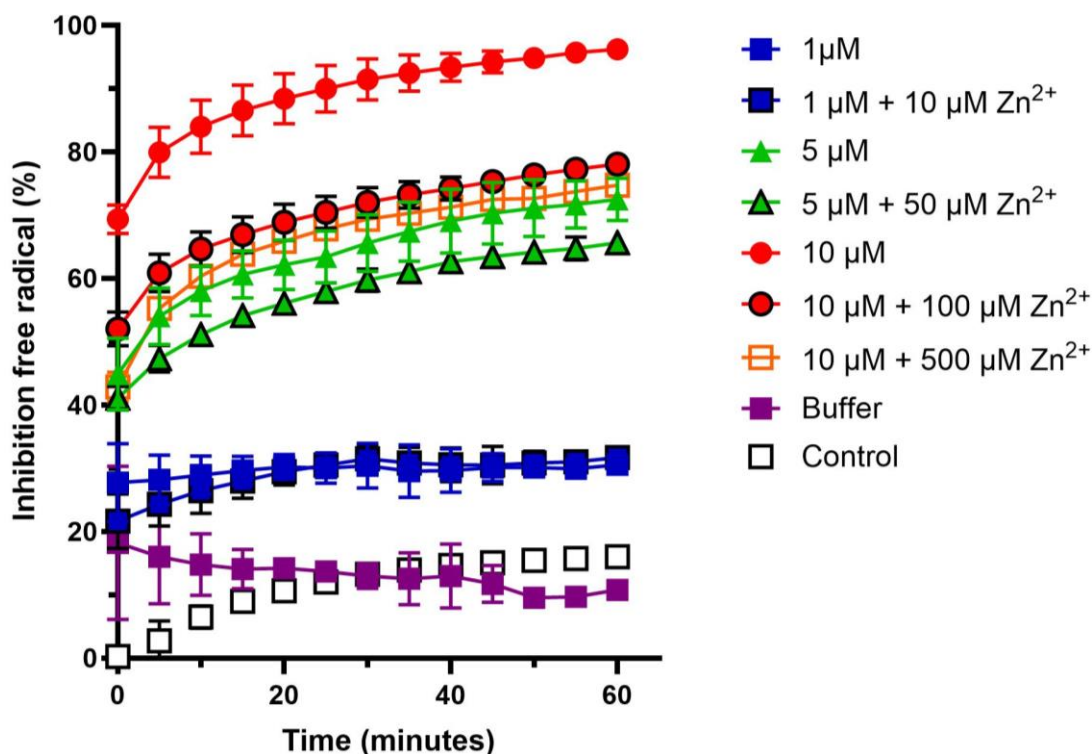 Inhibition free radical (%)
100
80
60
40
20
0
0 20 40 60
Time (minutes)
1µM
1 µM + 10 µM Zn²⁺
5 µM
5 µM + 50 µM Zn²⁺
10 µM
10 µM + 100 µM Zn²⁺
10 µM + 500 µM Zn²⁺
Buffer
Control